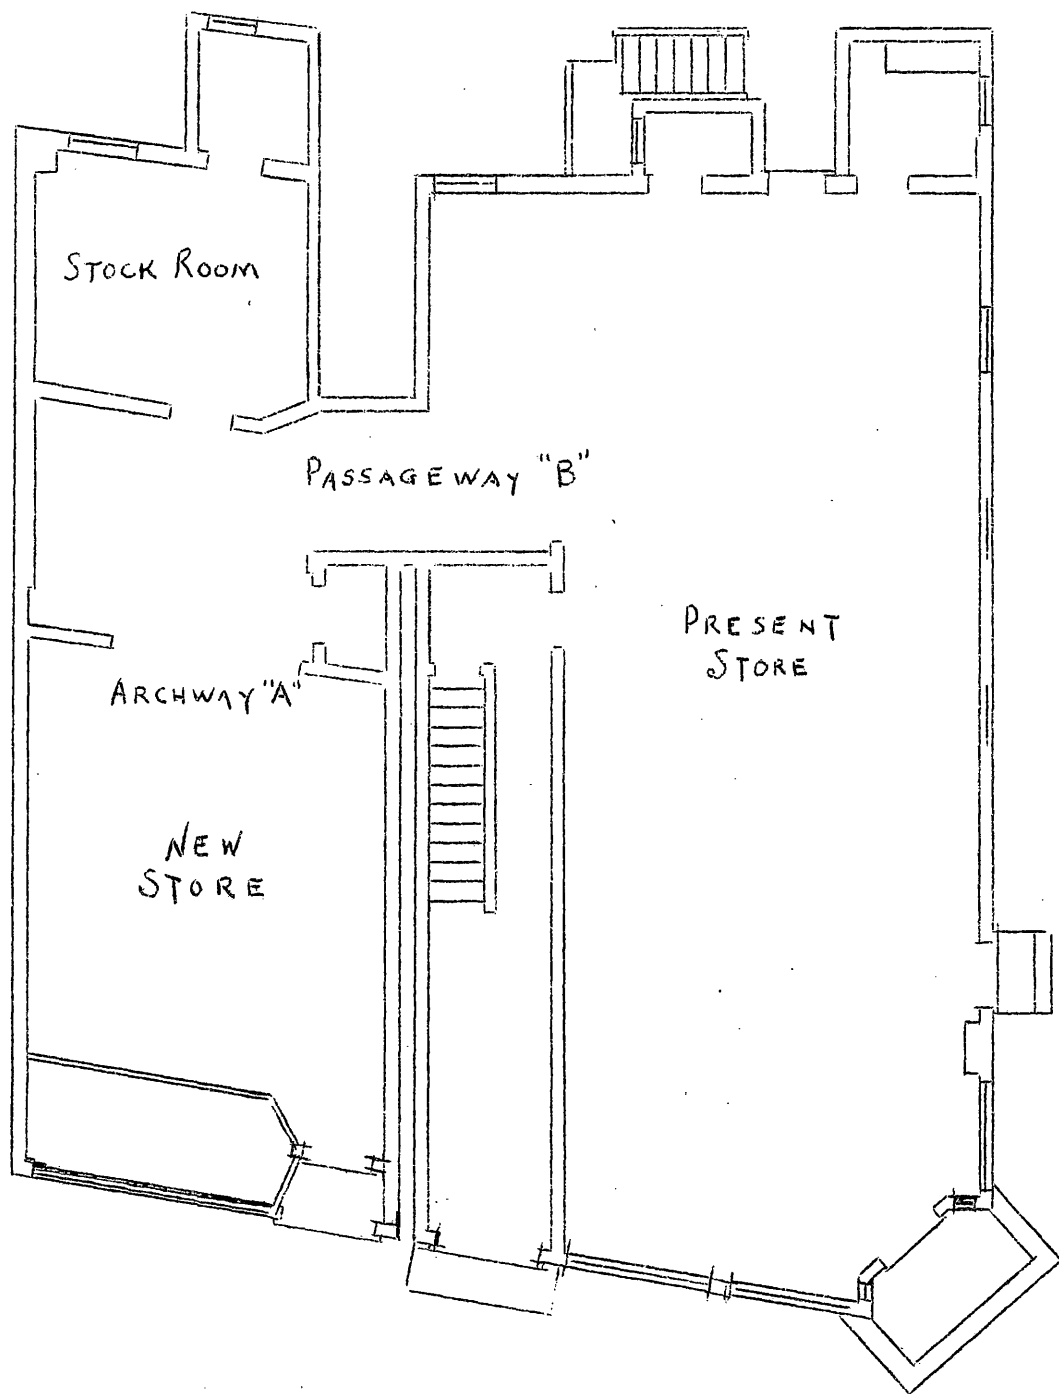 STOCK ROOM
PASSAGEWAY "B"
PRESENT
STORE
ARCHWAY "A"
NEW
STORE